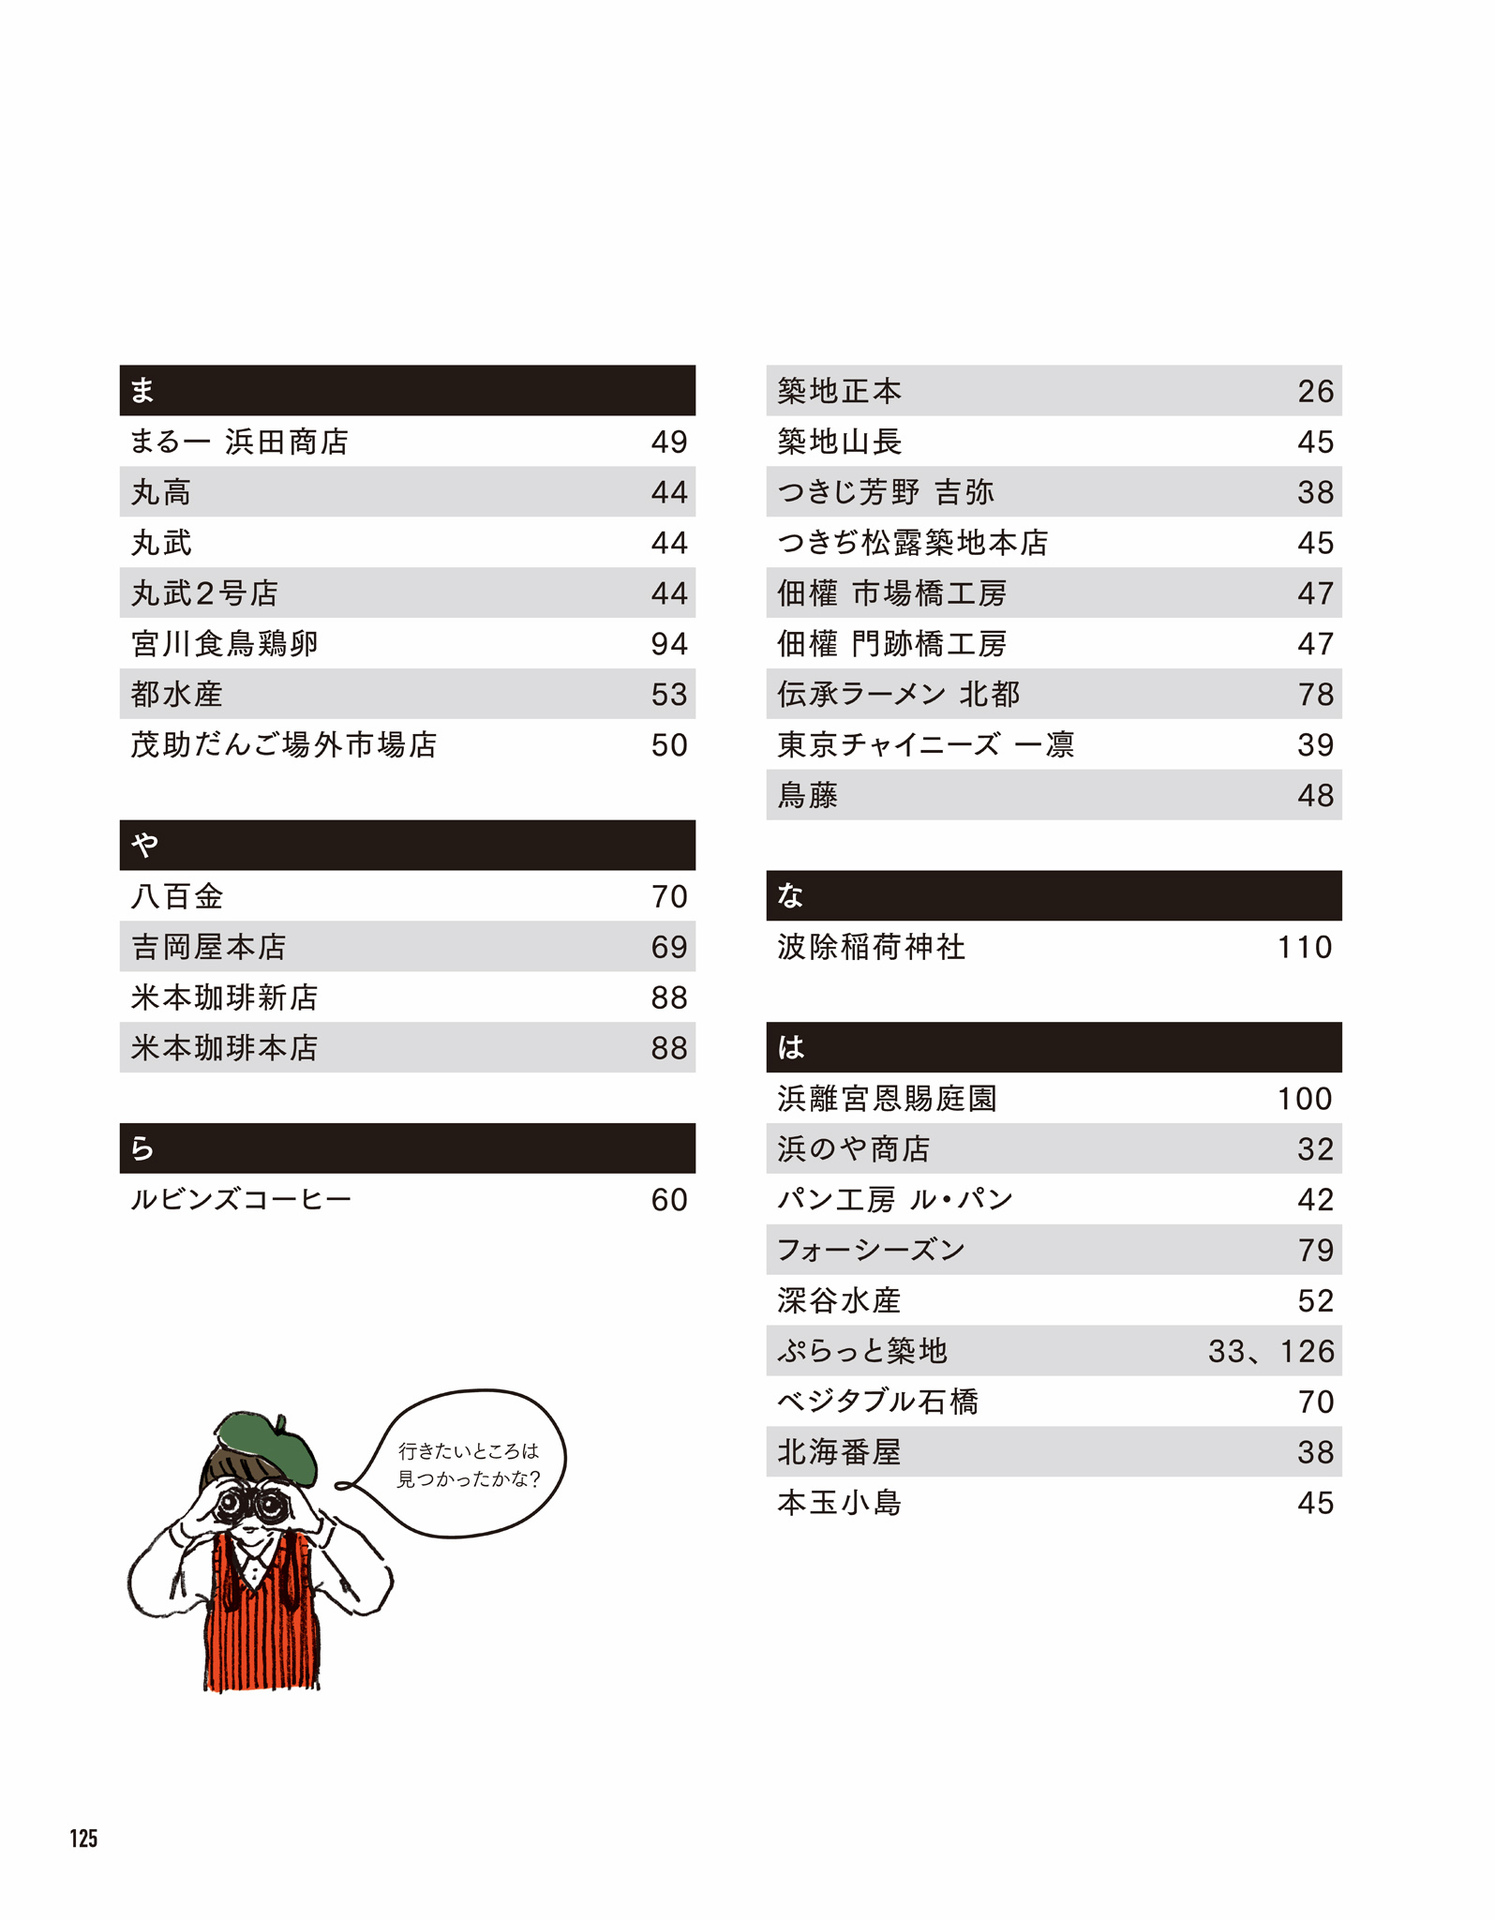 築地正本 26
築地山長 45
つきじ芳野 吉弥 38
つきぢ松露築地本店 45
佃權 市場橋工房 47
佃權 門跡橋工房 47
伝承ラーメン 北都 78
東京チャイニーズ 一凛 39
鳥藤 48
な
波除稲荷神社 110
は
浜離宮恩賜庭園 100
浜のや商店 32
パン工房 ル・パン 42
フォーシーズン 79
深谷水産 52
ぷらっと築地 33、126
ベジタブル石橋 70
北海番屋 38
本玉小島 45
ま
まる一 浜田商店 49
丸高 44
丸武 44
丸武2号店 44
宮川食鳥鶏卵 94
都水産 53
茂助だんご場外市場店 50
や
八百金 70
吉岡屋本店 69
米本珈琲新店 88
米本珈琲本店 88
ら
ルビンズコーヒー 60
行きたいところは
見つかったかな?
125